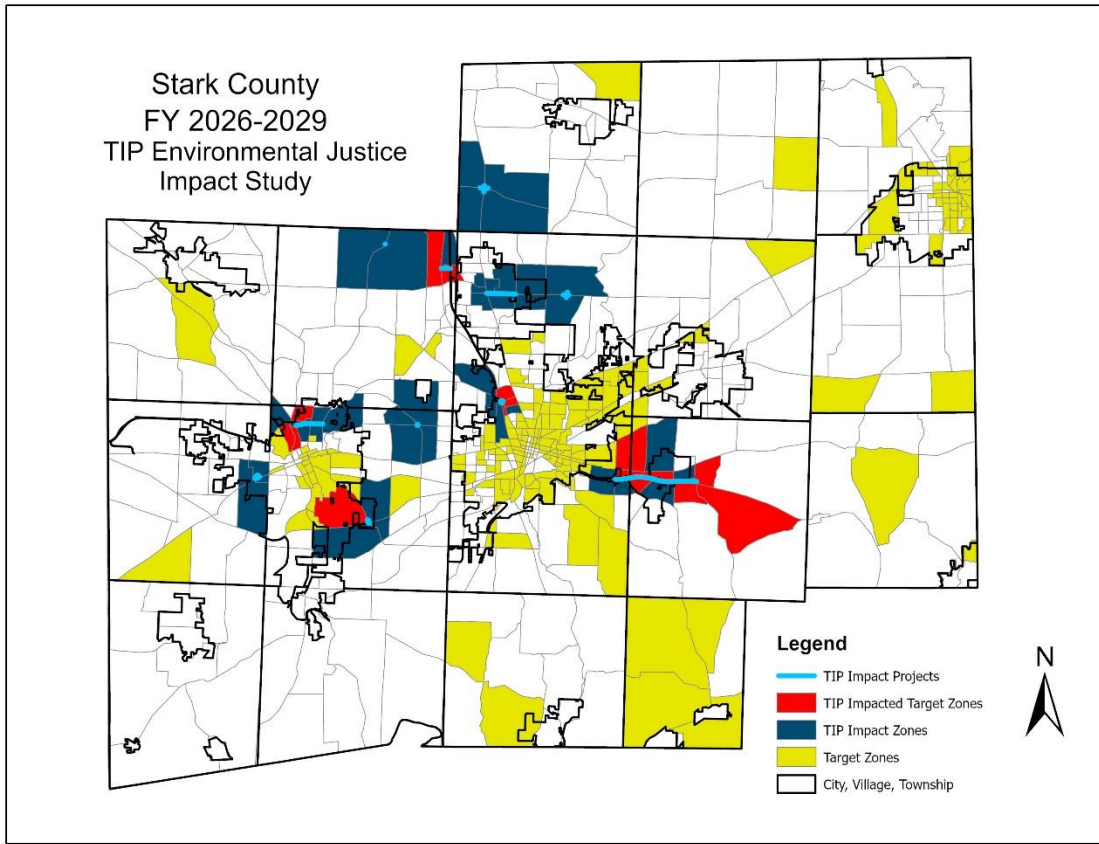 Stark County
FY 2026-2029
TIP Environmental Justice
Impact Study
Legend
TIP Impact Projects
TIP Impacted Target Zones
TIP Impact Zones
Target Zones
City, Village, Township
N